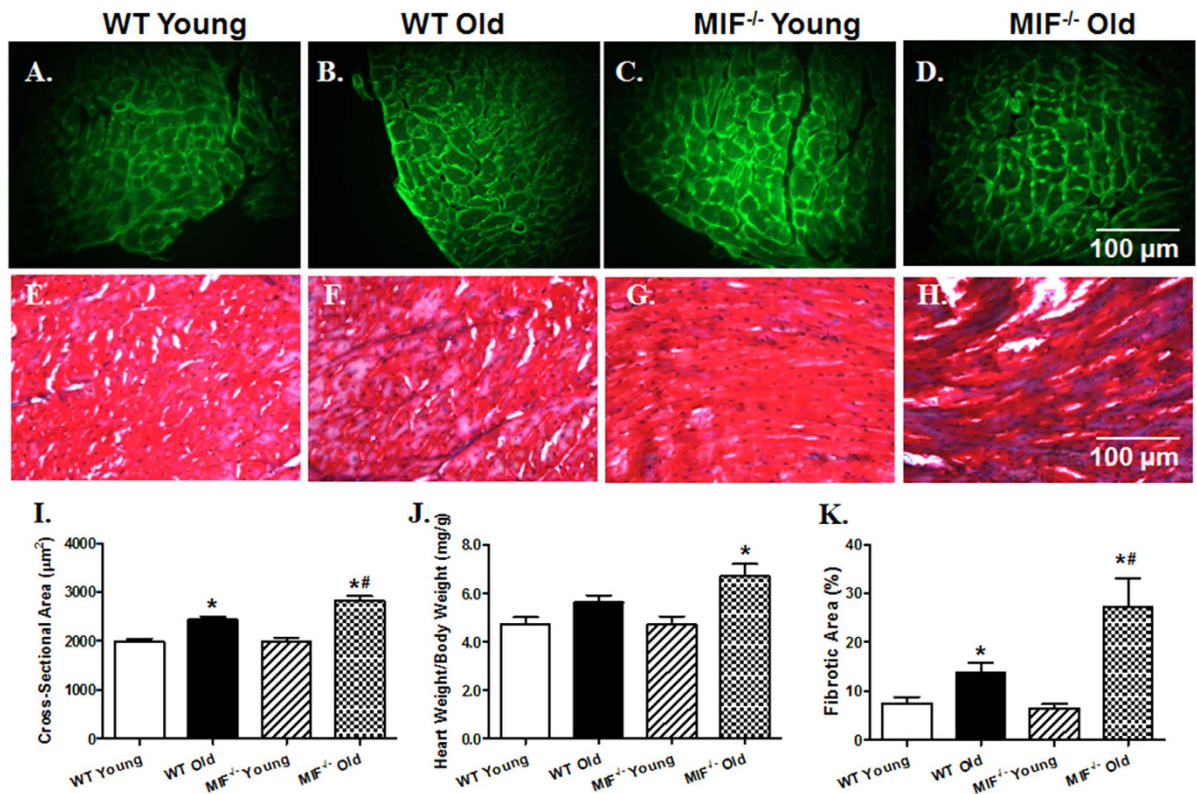 WT Young WT Old MIF-/- Young MIF-/- Old
A. B. C. D.
100 µm
E. F. G. H.
100 µm
I.
Cross-Sectional Area (µm2)
4000
3000
2000
1000
0
*
*#
WT Young WT Old MIF-/- Young MIF-/- Old
J.
Heart Weight/Body Weight (mg/g)
8.0
6.0
4.0
2.0
0.0
*
WT Young WT Old MIF-/- Young MIF-/- Old
K.
Fibrotic Area (%)
40
30
20
10
0
*
*#
WT Young WT Old MIF-/- Young MIF-/- Old